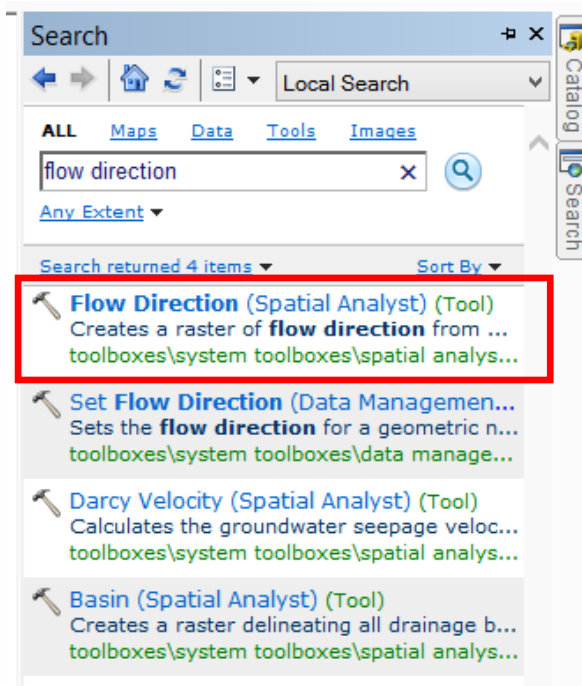 Search
Local Search
ALL Maps Data Tools Images
flow direction
Any Extent
Search returned 4 items Sort By
Flow Direction (Spatial Analyst) (Tool)
Creates a raster of flow direction from ...
toolboxes\system toolboxes\spatial analys...
Set Flow Direction (Data Managemen...
Sets the flow direction for a geometric n...
toolboxes\system toolboxes\data manage...
Darcy Velocity (Spatial Analyst) (Tool)
Calculates the groundwater seepage veloc...
toolboxes\system toolboxes\spatial analys...
Basin (Spatial Analyst) (Tool)
Creates a raster delineating all drainage b...
toolboxes\system toolboxes\spatial analys...
Catalog
Search